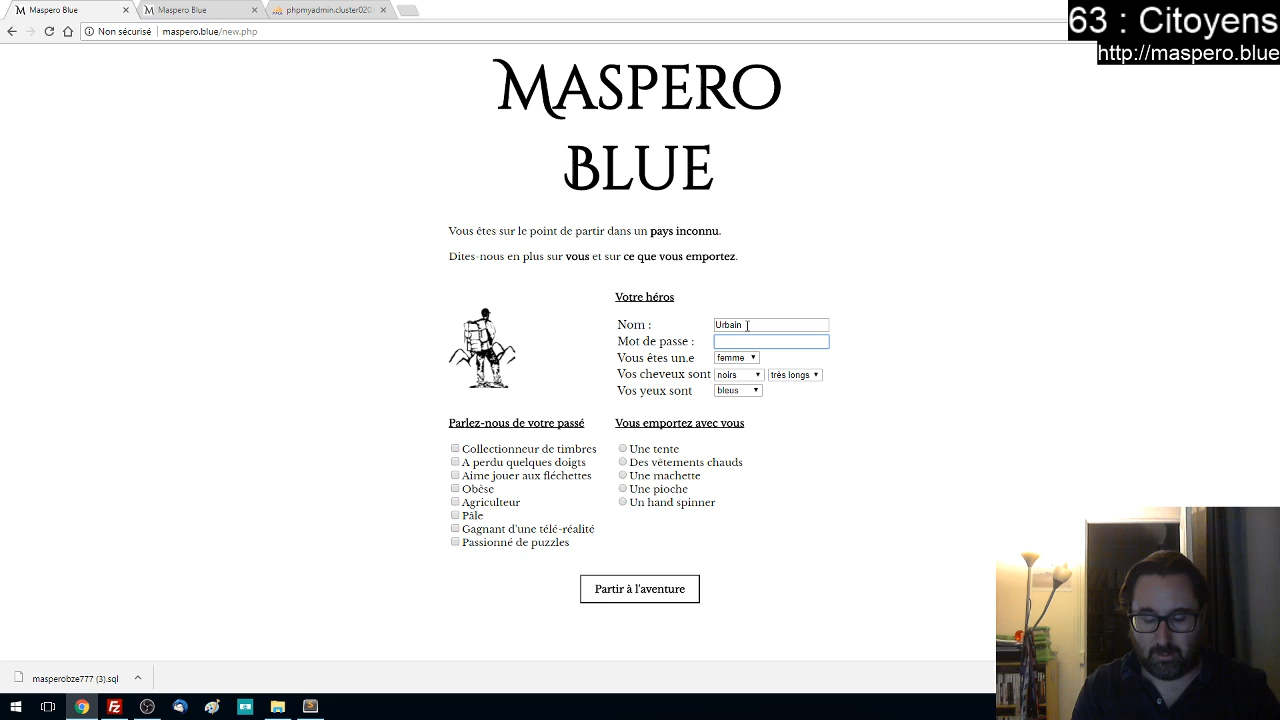 Maspero Blue
Maspero Blue
phpmyadmin.cluster020.
63 : Citoyens
Non sécurisé
maspero.blue/new.php
http://maspero.blue
MASPERO
BLUE
Vous êtes sur le point de partir dans un pays inconnu.
Dites-nous en plus sur vous et sur ce que vous emportez.
Votre héros
Nom :
Urbain
Mot de passe :
Vous êtes un.e
femme
Vos cheveux sont
noirs
très longs
Vos yeux sont
bleus
Parlez-nous de votre passé
Collectionneur de timbres
A perdu quelques doigts
Aime jouer aux fléchettes
Obèse
Agriculteur
Pâle
Gagnant d'une télé-réalité
Passionné de puzzles
Vous emportez avec vous
Une tente
Des vêtements chauds
Une machette
Une pioche
Un hand spinner
Partir à l'aventure
masperobze777 (3).sql